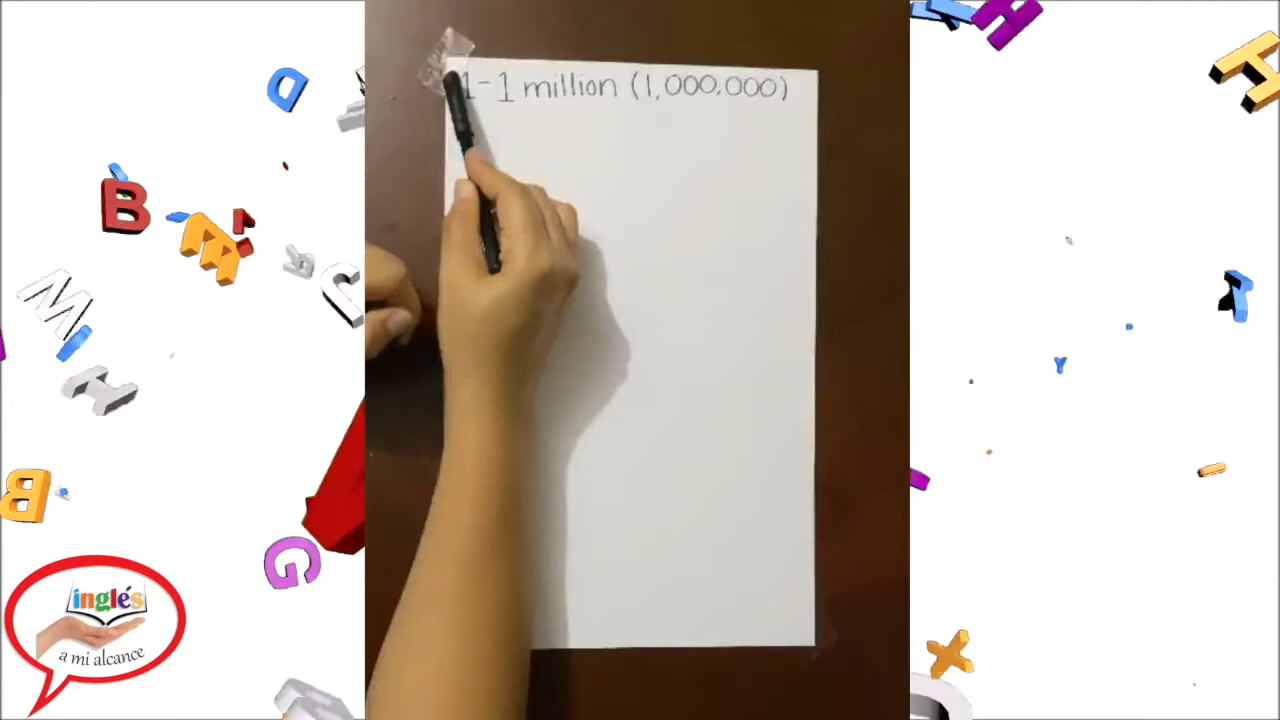 1-1 million (1,000,000)
inglés
a mi alcance